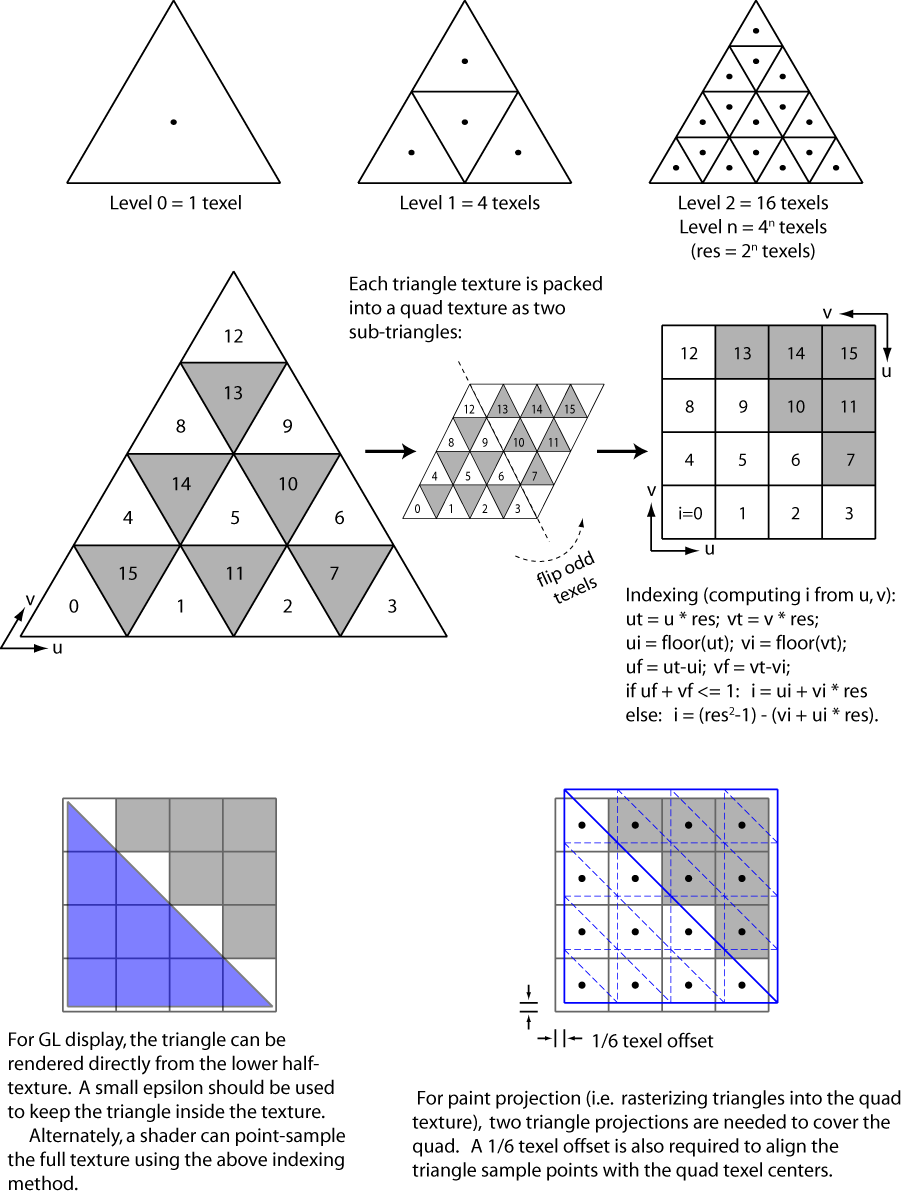 Level 0 = 1 texel
Level 1 = 4 texels
Level 2 = 16 texels
Level n = 4ⁿ texels
(res = 2ⁿ texels)
Each triangle texture is packed
into a quad texture as two
sub-triangles:
12
13
8
9
14
10
4
5
6
15
11
7
0
1
2
3
v
u
12
13
14
15
8
9
10
11
4
5
6
7
0
1
2
3
flip odd
texels
v
u
12
13
14
15
8
9
10
11
4
5
6
7
i=0
1
2
3
v
u
Indexing (computing i from u, v):
ut = u * res; vt = v * res;
ui = floor(ut); vi = floor(vt);
uf = ut-ui; vf = vt-vi;
if uf + vf <= 1: i = ui + vi * res
else: i = (res²-1) - (vi + ui * res).
For GL display, the triangle can be
rendered directly from the lower half-
texture. A small epsilon should be used
to keep the triangle inside the texture.
Alternately, a shader can point-sample
the full texture using the above indexing
method.
1/6 texel offset
For paint projection (i.e. rasterizing triangles into the quad
texture), two triangle projections are needed to cover the
quad. A 1/6 texel offset is also required to align the
triangle sample points with the quad texel centers.